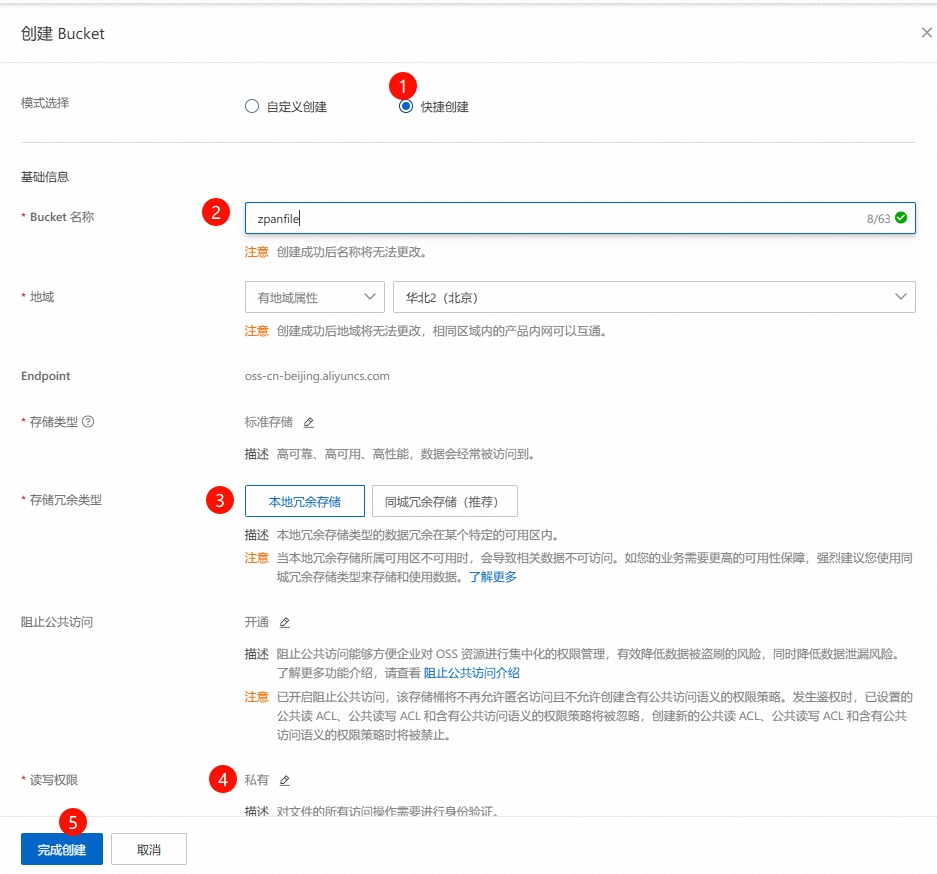 创建 Bucket
模式选择
自定义创建
1
快捷创建
基础信息
* Bucket 名称
2
zpanfile
8/63
注意 创建成功后名称将无法更改。
* 地域
有地域属性
华北2（北京）
注意 创建成功后地域将无法更改，相同区域内的产品内网可以互通。
Endpoint
oss-cn-beijing.aliyuncs.com
* 存储类型
标准存储
描述 高可靠、高可用、高性能，数据会经常被访问到。
* 存储冗余类型
3
本地冗余存储
同城冗余存储（推荐）
描述 本地冗余存储类型的数据冗余在某个特定的可用区内。
注意 当本地冗余存储所属可用区不可用时，会导致相关数据不可访问。如您的业务需要更高的可用性保障，强烈建议您使用同
城冗余存储类型来存储和使用数据。了解更多
阻止公共访问
开通
描述 阻止公共访问能够方便企业对 OSS 资源进行集中化的权限管理，有效降低数据被盗刷的风险，同时降低数据泄漏风险。
了解更多功能介绍，请查看 阻止公共访问介绍
注意 已开启阻止公共访问，该存储桶将不再允许匿名访问且不允许创建含有公共访问语义的权限策略。发生鉴权时，已设置的
公共读 ACL、公共读写 ACL 和含有公共访问语义的权限策略将被忽略，创建新的公共读 ACL、公共读写 ACL 和含有公共
访问语义的权限策略时将被禁止。
* 读写权限
4
私有
描述 对文件的所有访问操作需要进行身份验证。
5
完成创建
取消